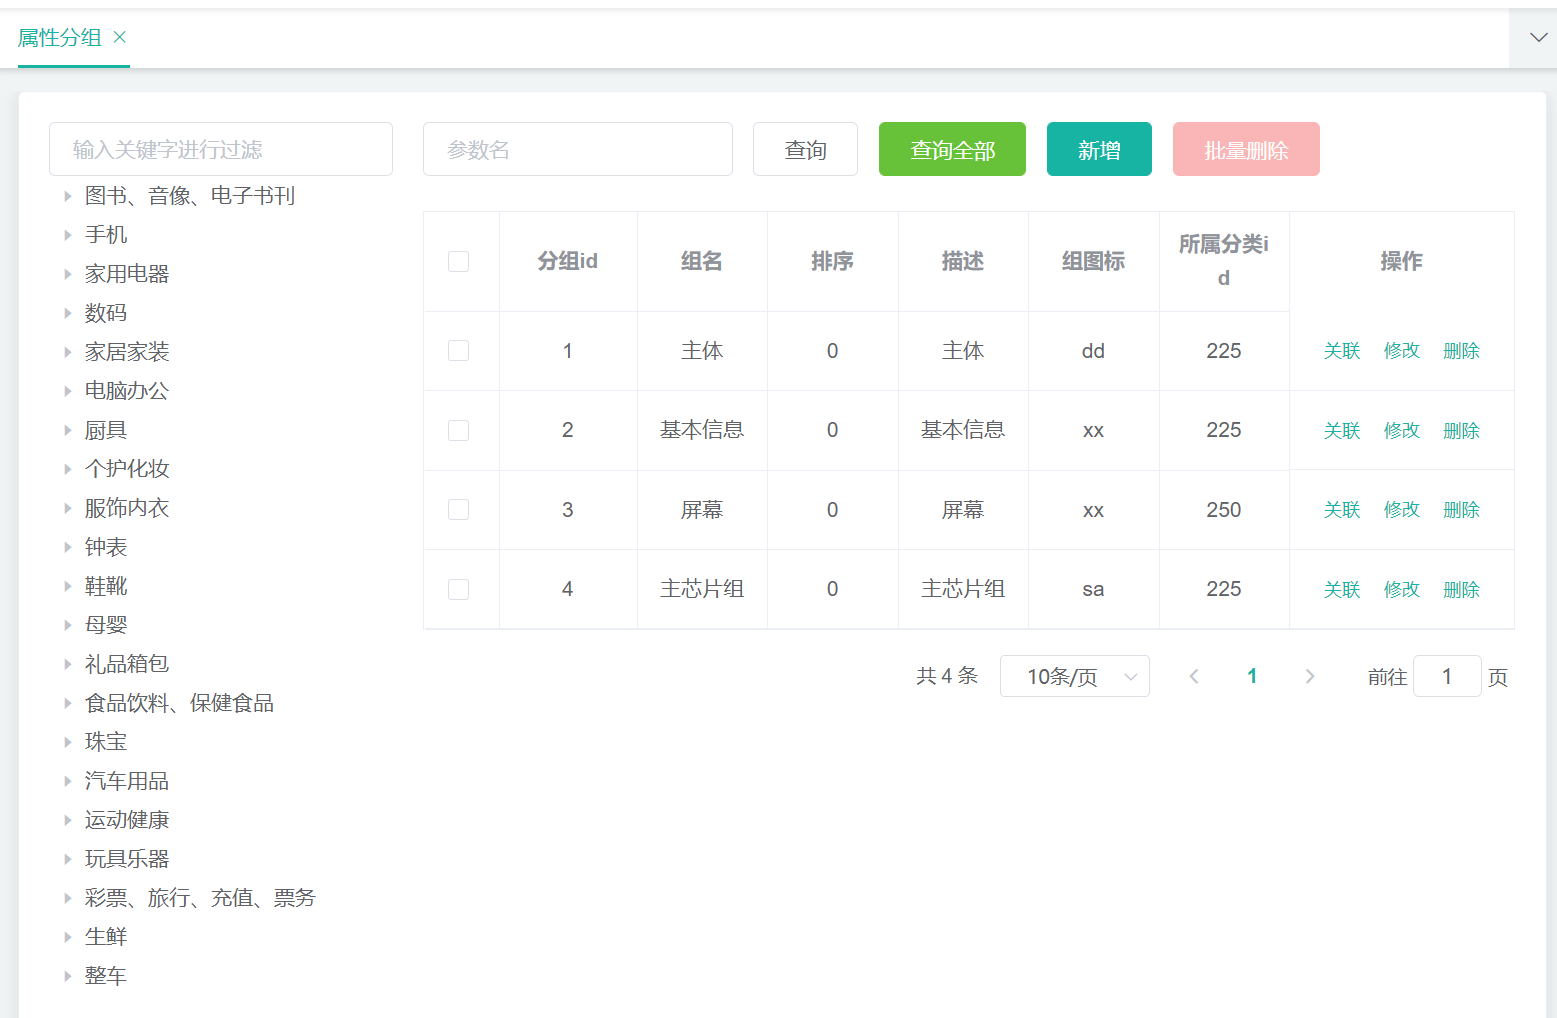 属性分组
输入关键字进行过滤
参数名
查询
查询全部
新增
批量删除
图书、音像、电子书刊
手机
家用电器
数码
家居家装
电脑办公
厨具
个护化妆
服饰内衣
钟表
鞋靴
母婴
礼品箱包
食品饮料、保健食品
珠宝
汽车用品
运动健康
玩具乐器
彩票、旅行、充值、票务
生鲜
整车
分组id 组名 排序 描述 组图标 所属分类i 操作
d
1 主体 0 主体 dd 225 关联 修改 删除
2 基本信息 0 基本信息 xx 225 关联 修改 删除
3 屏幕 0 屏幕 xx 250 关联 修改 删除
4 主芯片组 0 主芯片组 sa 225 关联 修改 删除
共 4 条 10条/页 1 前往 1 页